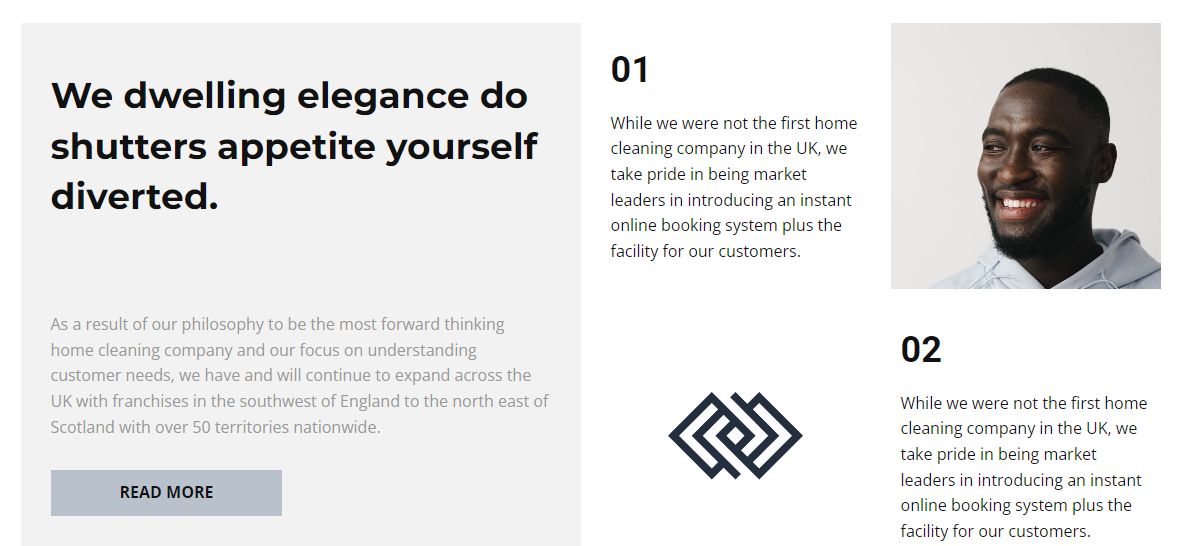 We dwelling elegance do
shutters appetite yourself
diverted.
As a result of our philosophy to be the most forward thinking
home cleaning company and our focus on understanding
customer needs, we have and will continue to expand across the
UK with franchises in the southwest of England to the north east of
Scotland with over 50 territories nationwide.
READ MORE
01
While we were not the first home
cleaning company in the UK, we
take pride in being market
leaders in introducing an instant
online booking system plus the
facility for our customers.
02
While we were not the first home
cleaning company in the UK, we
take pride in being market
leaders in introducing an instant
online booking system plus the
facility for our customers.